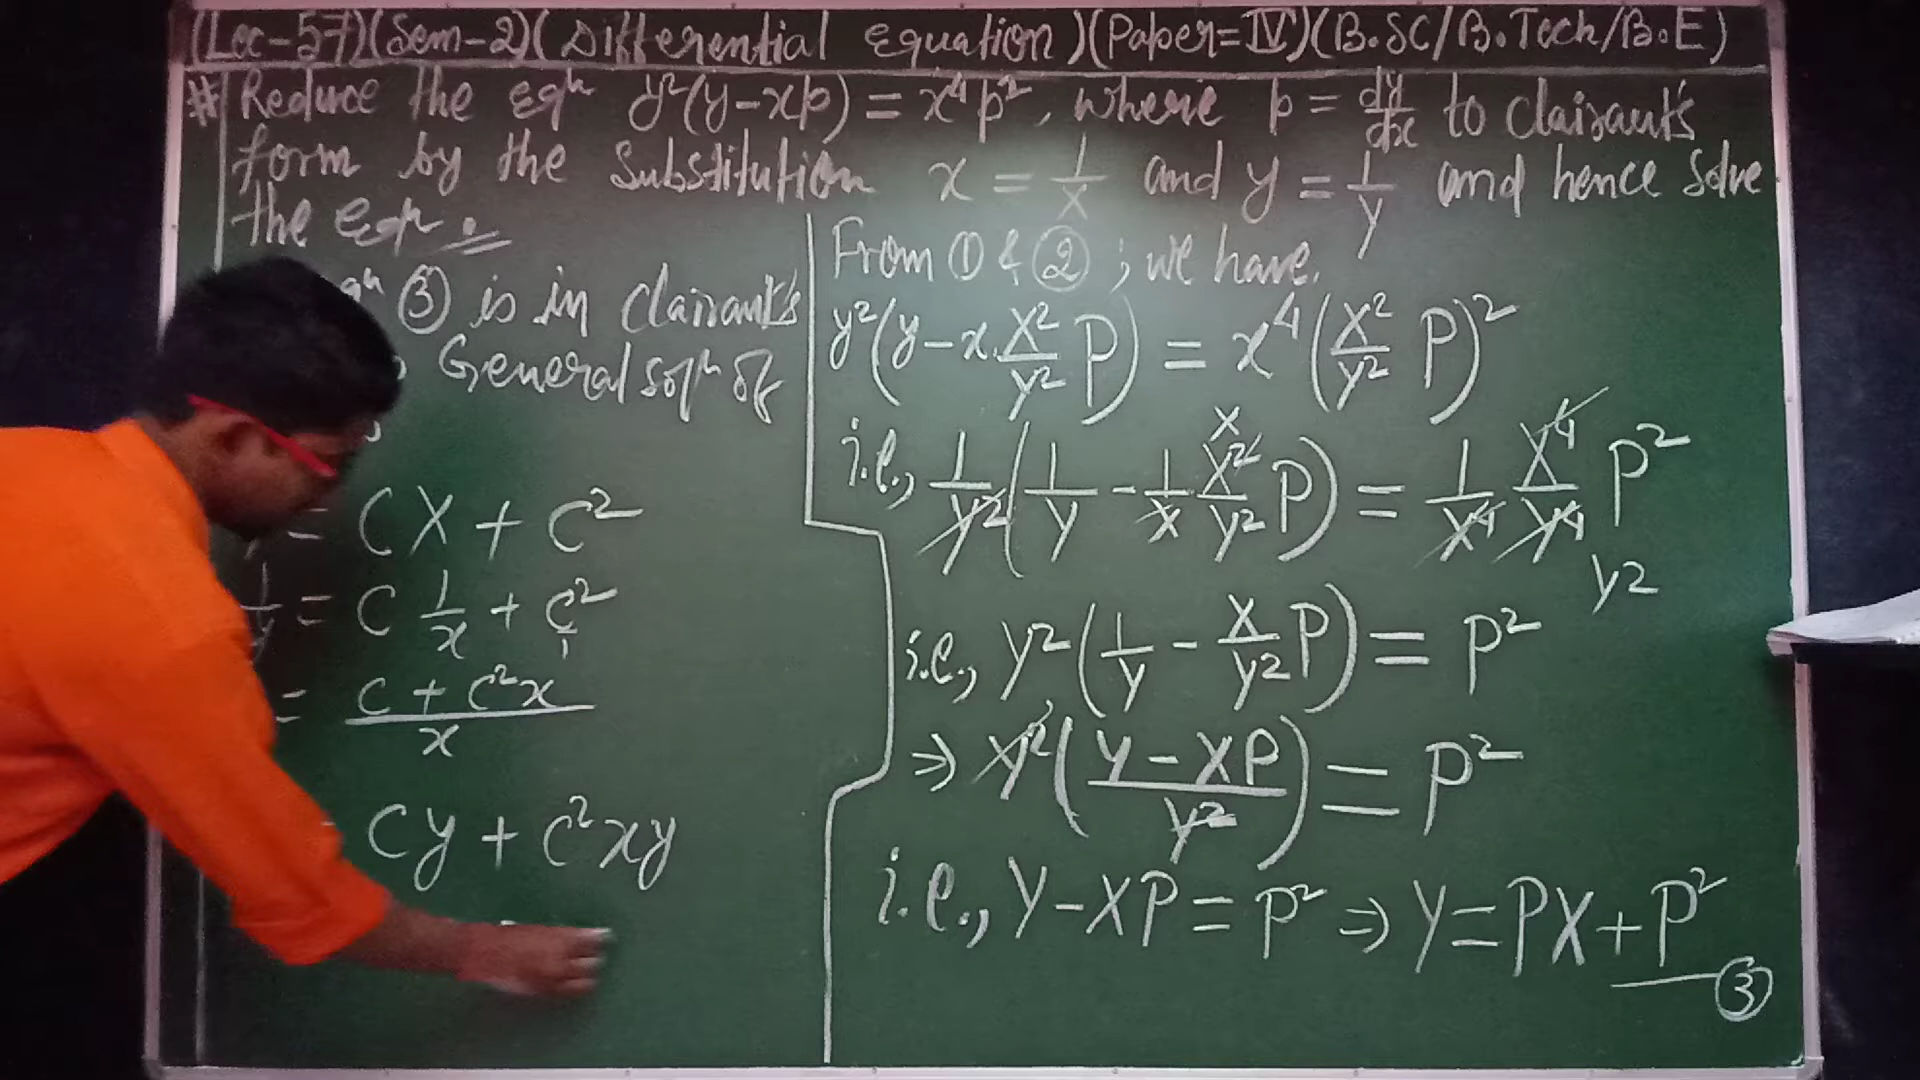 (Lec-57)(Sem-2)(Differential equation)(Paper=IV)(B.SC/B.Tech/B.E)
# Reduce the eqⁿ y²(y-xp) = x⁴p², where p = dy/dx to clairaut's
form by the substitution x = 1/X and y = 1/Y and hence solve
the eqⁿ.
③ is in clairaut's
General solⁿ of
= CX + C²
1/y = C 1/x + C²/1
= (C + C²x)/x
= Cy + C²xy
From ① & ②; we have.
y²(y - x. X²/Y² P) = x⁴(X²/Y² P)²
i.e., 1/Y²(1/Y - 1/X X²/Y² P) = 1/X⁴ X⁴/Y⁴ P²
X
Y2
i.e., Y²(1/Y - X/Y² P) = P²
⇒ Y²((Y - XP)/Y²) = P²
i.e., Y - XP = P² ⇒ Y = PX + P²
③